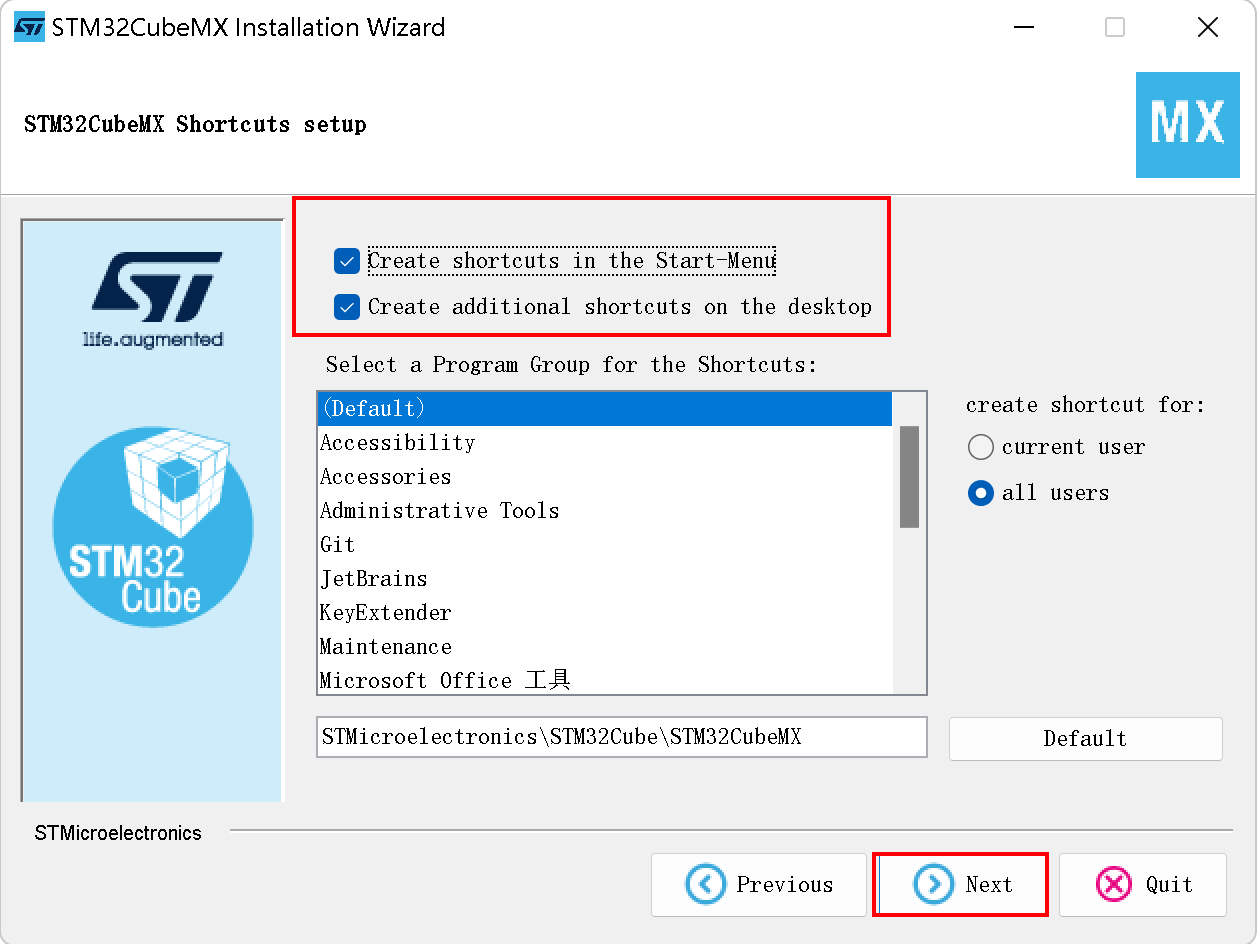 STM32CubeMX Installation Wizard
STM32CubeMX Shortcuts setup
MX
life.augmented
STM32
Cube
Create shortcuts in the Start-Menu
Create additional shortcuts on the desktop
Select a Program Group for the Shortcuts:
(Default)
Accessibility
Accessories
Administrative Tools
Git
JetBrains
KeyExtender
Maintenance
Microsoft Office 工具
create shortcut for:
current user
all users
STMicroelectronics\STM32Cube\STM32CubeMX
Default
STMicroelectronics
Previous
Next
Quit